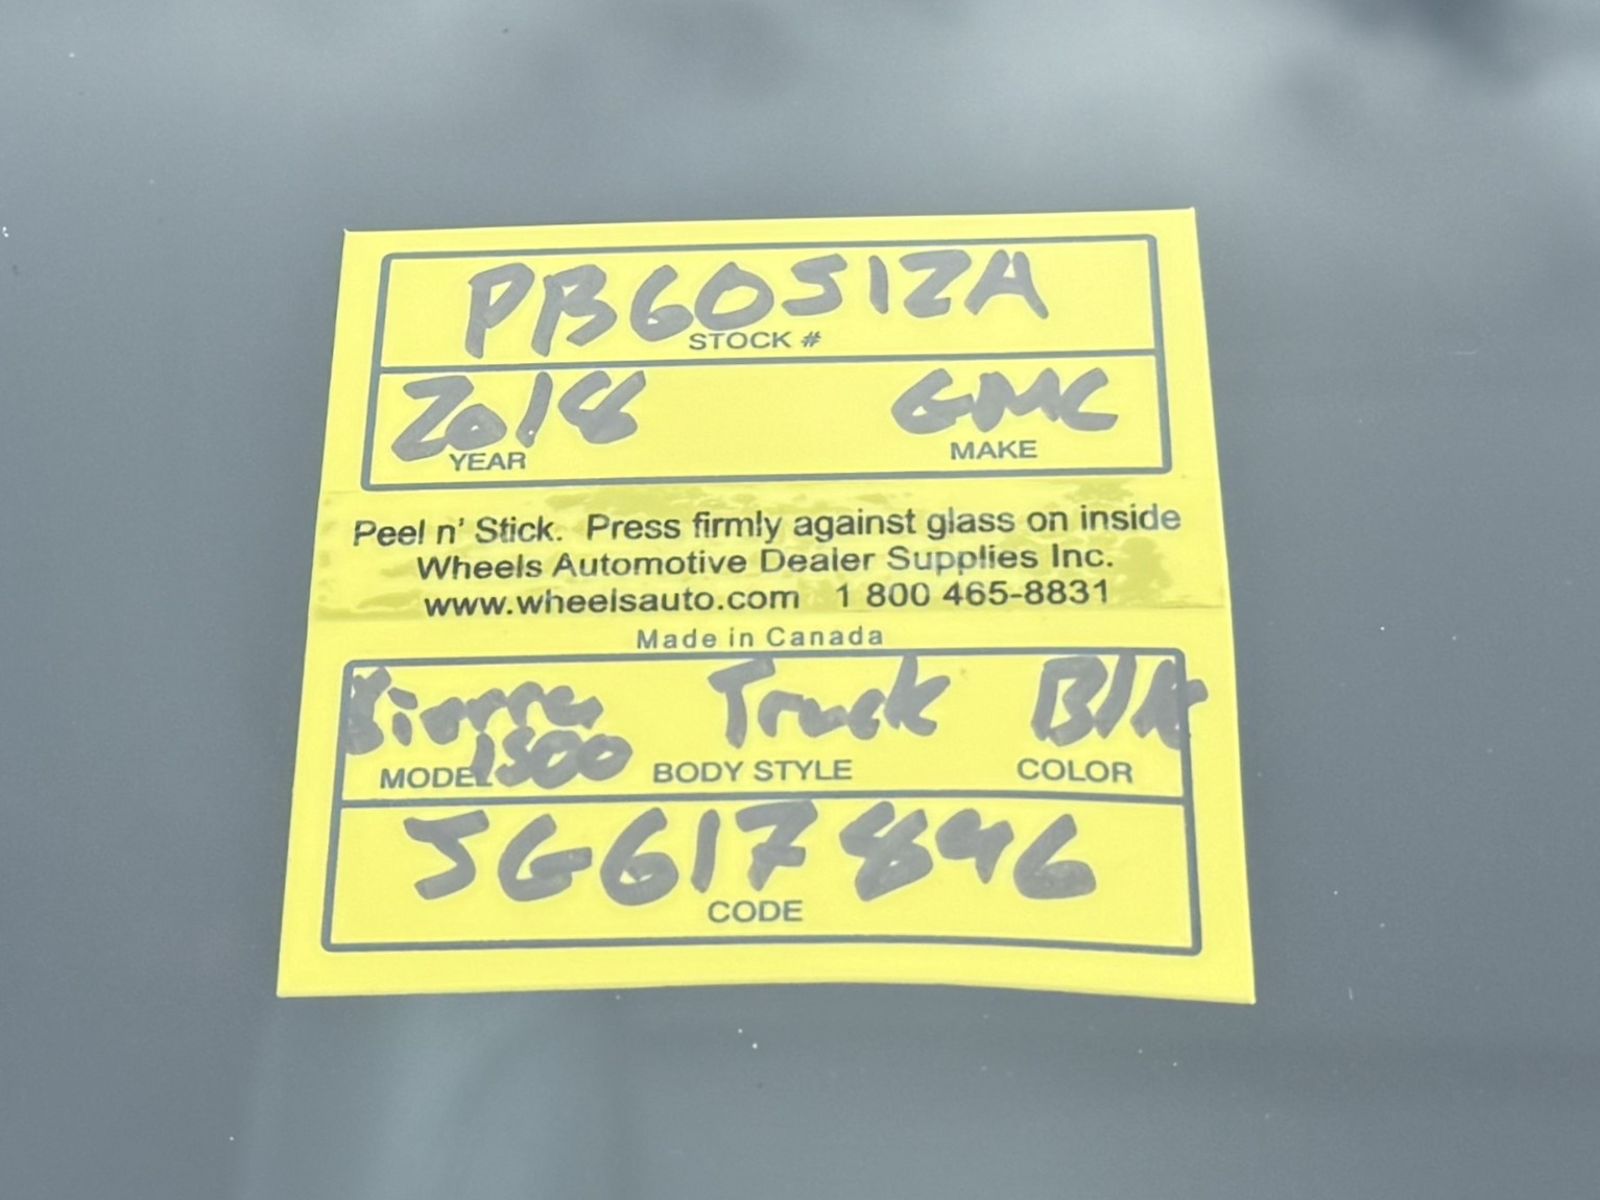 PB60512A
STOCK #
2018 GMC
YEAR MAKE
Peel n' Stick. Press firmly against glass on inside
Wheels Automotive Dealer Supplies Inc.
www.wheelsauto.com 1 800 465-8831
Made in Canada
Sierra Truck Blk
1500
MODEL BODY STYLE COLOR
JG617896
CODE